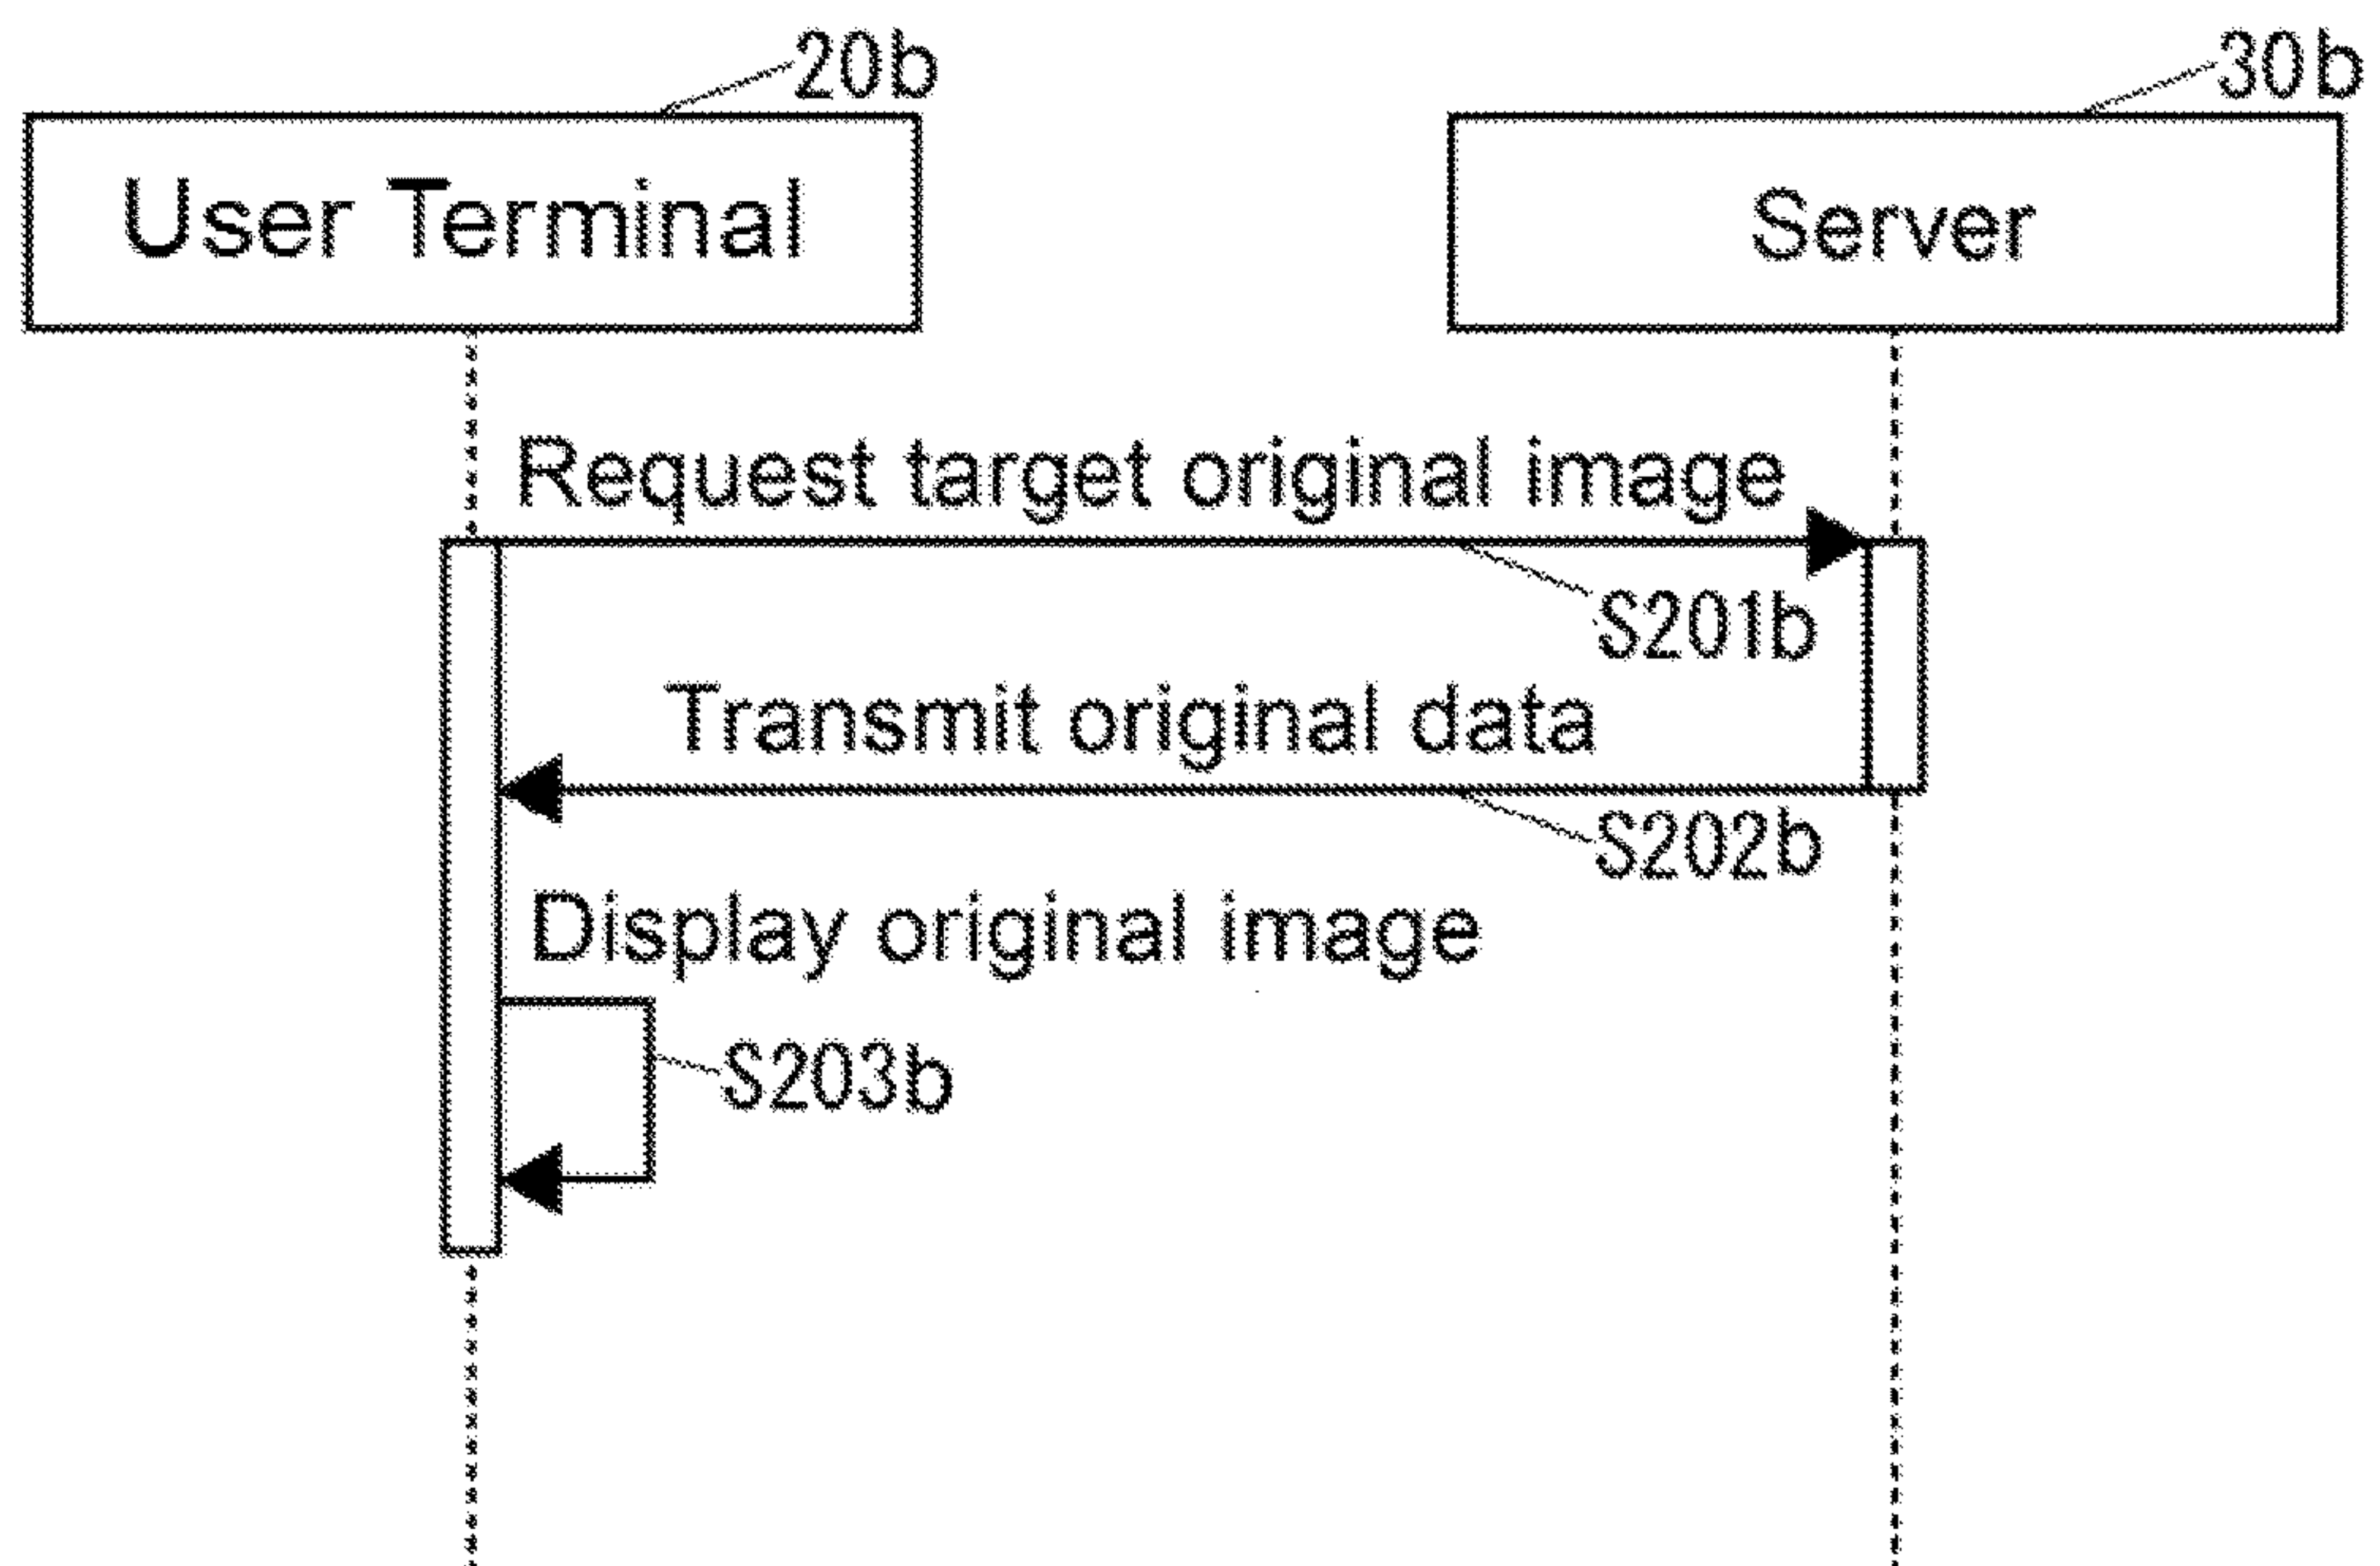 20b
30b
User Terminal
Server
Request target original image
S201b
Transmit original data
S202b
Display original image
S203b